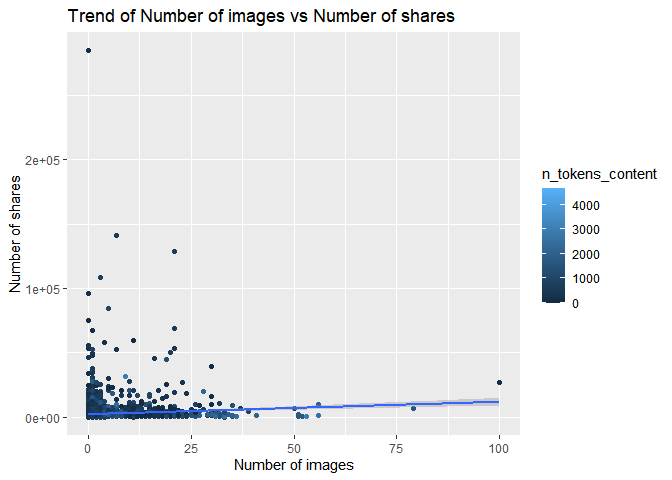 Trend of Number of images vs Number of shares
Number of shares
2e+05
1e+05
0e+00
0
25
50
75
100
Number of images
n_tokens_content
4000
3000
2000
1000
0